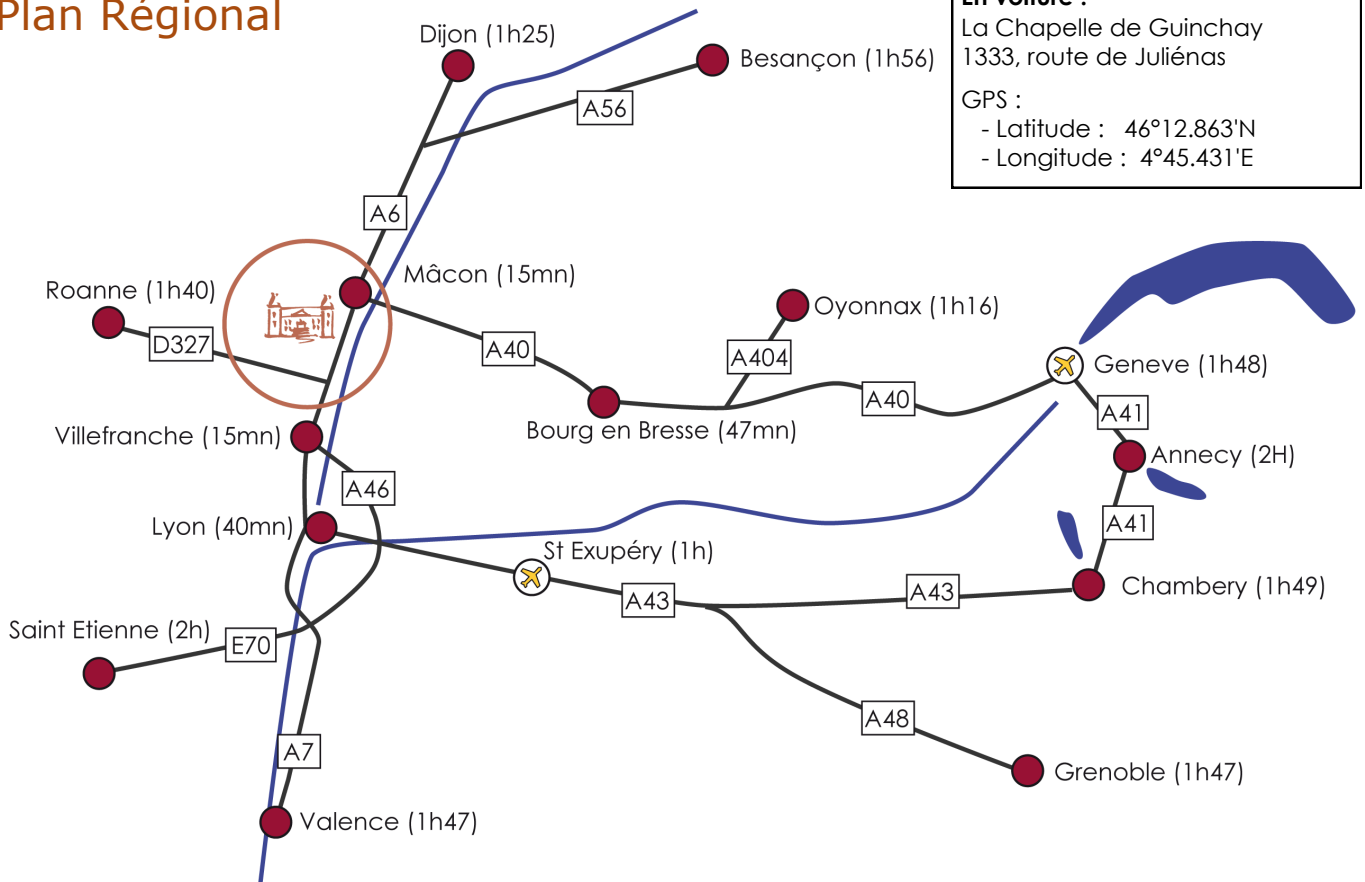 Plan Régional
En voiture :
La Chapelle de Guinchay
1333, route de Juliénas
GPS :
- Latitude : 46°12.863'N
- Longitude : 4°45.431'E
Dijon (1h25)
Besançon (1h56)
A56
A6
Mâcon (15mn)
Roanne (1h40)
D327
A40
Oyonnax (1h16)
A404
A40
Geneve (1h48)
A41
Bourg en Bresse (47mn)
Villefranche (15mn)
Annecy (2H)
A46
A41
Lyon (40mn)
St Exupéry (1h)
A43
A43
Chambery (1h49)
Saint Etienne (2h)
E70
A48
A7
Grenoble (1h47)
Valence (1h47)